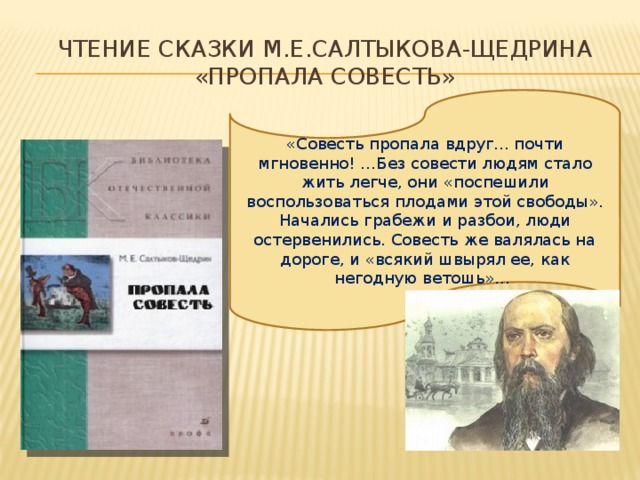 ЧТЕНИЕ СКАЗКИ М.Е.САЛТЫКОВА-ЩЕДРИНА
«ПРОПАЛА СОВЕСТЬ»
«Совесть пропала вдруг… почти
мгновенно! …Без совести людям стало
жить легче, они «поспешили
воспользоваться плодами этой свободы».
Начались грабежи и разбои, люди
остервенились. Совесть же валялась на
дороге, и «всякий швырял ее, как
негодную ветошь»…
БК
БИБЛИОТЕКА
ОТЕЧЕСТВЕННОЙ
КЛАССИКИ
М. Е. Салтыков-Щедрин
ПРОПАЛА
СОВЕСТЬ
ДРОФА